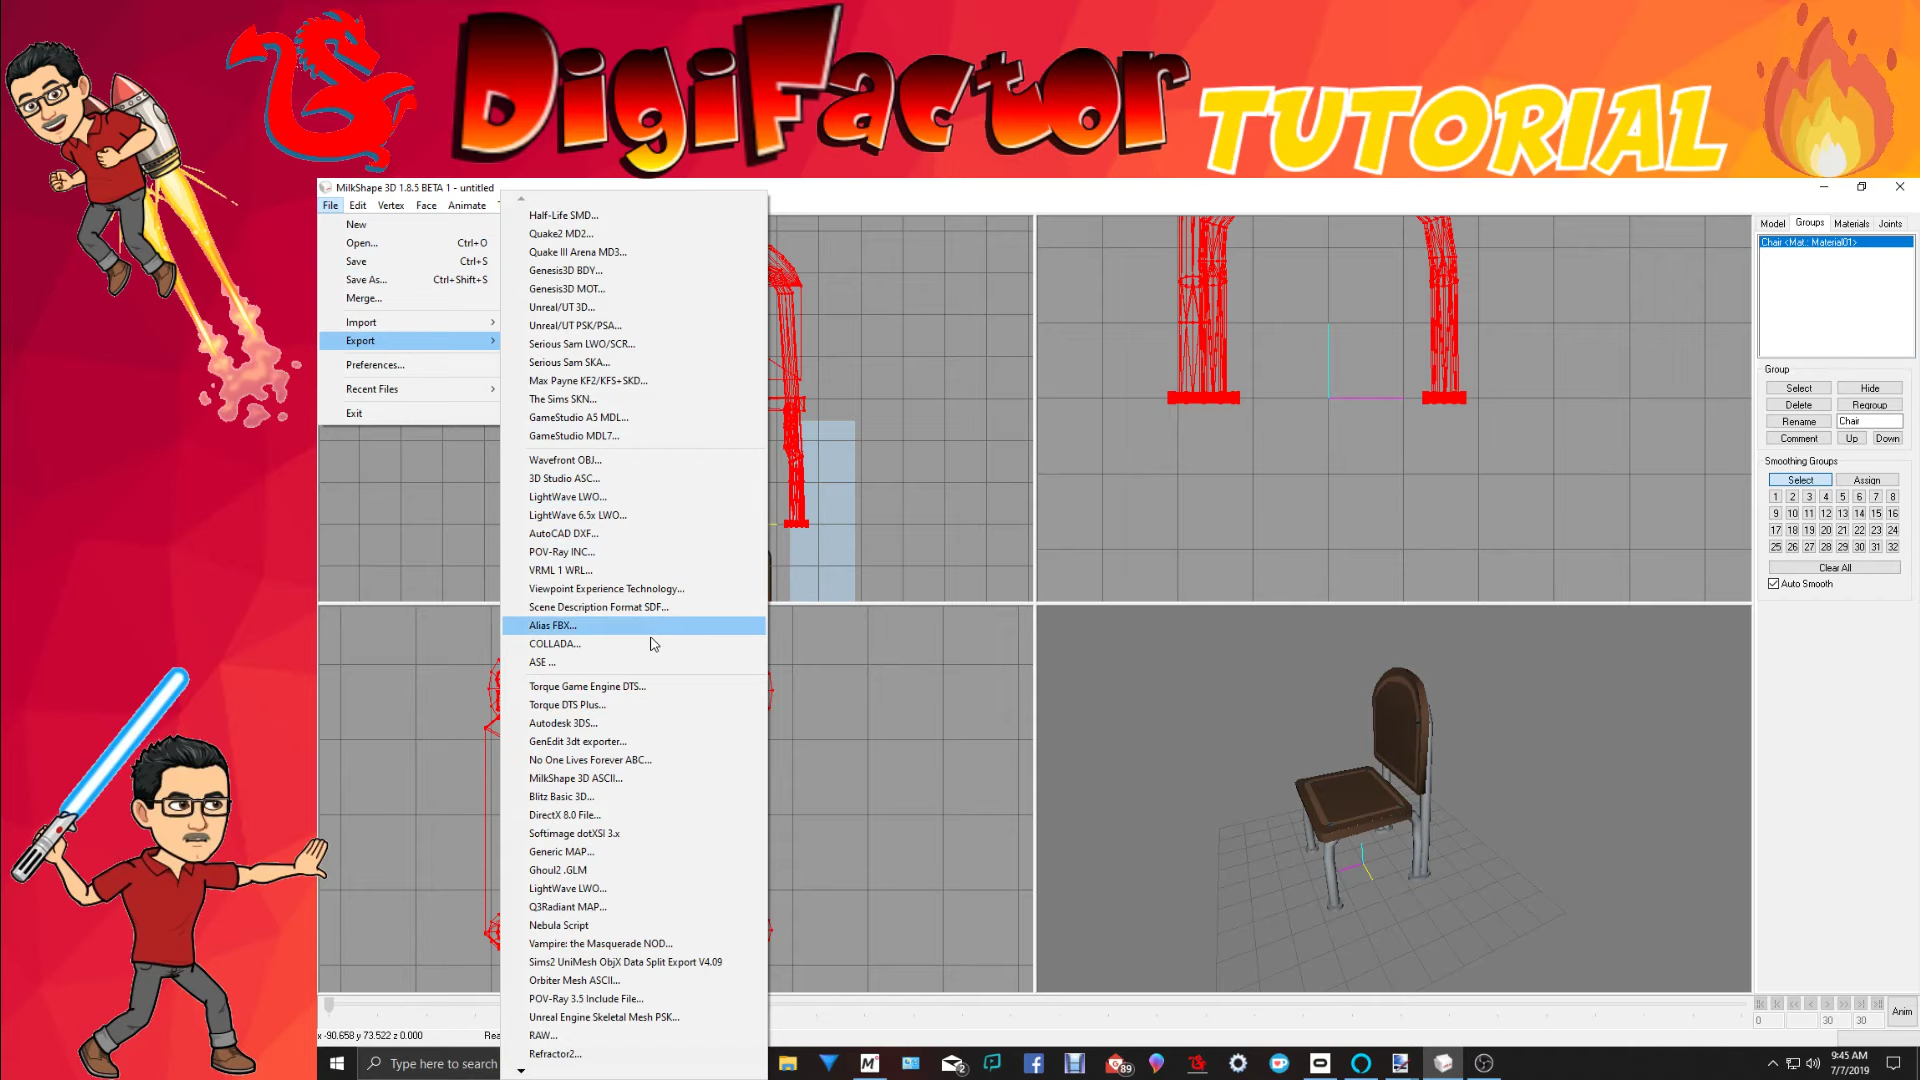 DigiFactor TUTORIAL
MilkShape 3D 1.8.5 BETA 1 - untitled
File Edit Vertex Face Animate
New
Open... Ctrl+O
Save Ctrl+S
Save As... Ctrl+Shift+S
Merge...
Import
Export
Preferences...
Recent Files
Exit
Half-Life SMD...
Quake2 MD2...
Quake III Arena MD3...
Genesis3D BDY...
Genesis3D MOT...
Unreal/UT 3D...
Unreal/UT PSK/PSA...
Serious Sam LWO/SCR...
Serious Sam SKA...
Max Payne KF2/KFS+SKD...
The Sims SKN...
GameStudio A5 MDL...
GameStudio MDL7...
Wavefront OBJ...
3D Studio ASC...
LightWave LWO...
LightWave 6.5x LWO...
AutoCAD DXF...
POV-Ray INC...
VRML 1 WRL...
Viewpoint Experience Technology...
Scene Description Format SDF...
Alias FBX...
COLLADA...
ASE ...
Torque Game Engine DTS...
Torque DTS Plus...
Autodesk 3DS...
GenEdit 3dt exporter...
No One Lives Forever ABC...
MilkShape 3D ASCII...
Blitz Basic 3D...
DirectX 8.0 File...
Softimage dotXSI 3.x
Generic MAP...
Ghoul2 .GLM
LightWave LWO...
Q3Radiant MAP...
Nebula Script
Vampire: the Masquerade NOD...
Sims2 UniMesh ObjX Data Split Export V4.09
Orbiter Mesh ASCII...
POV-Ray 3.5 Include File...
Unreal Engine Skeletal Mesh PSK...
RAW...
Refractor2...
Model Groups Materials Joints
Chair <Mat.: Material01>
Group
Select Hide
Delete Regroup
Rename Chair
Comment Up Down
Smoothing Groups
Select Assign
1 2 3 4 5 6 7 8
9 10 11 12 13 14 15 16
17 18 19 20 21 22 23 24
25 26 27 28 29 30 31 32
Clear All
Auto Smooth
Anim
0 30 30
x -90.658 y 73.522 z 0.000 Rea
Type here to search
2
89
9:45 AM
7/7/2019